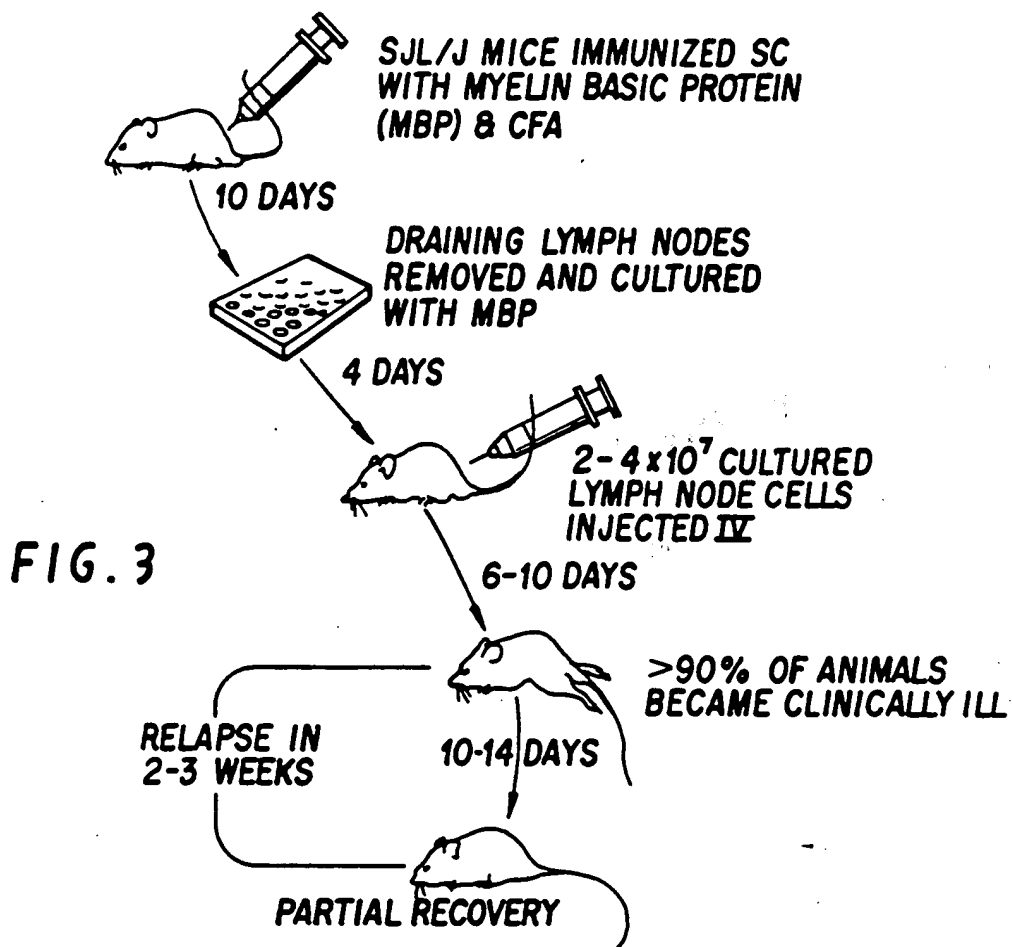 SJL/J MICE IMMUNIZED SC
WITH MYELIN BASIC PROTEIN
(MBP) & CFA
10 DAYS
DRAINING LYMPH NODES
REMOVED AND CULTURED
WITH MBP
4 DAYS
2-4x10⁷ CULTURED
LYMPH NODE CELLS
INJECTED IV
FIG. 3
6-10 DAYS
>90% OF ANIMALS
BECAME CLINICALLY ILL
RELAPSE IN
2-3 WEEKS
10-14 DAYS
PARTIAL RECOVERY